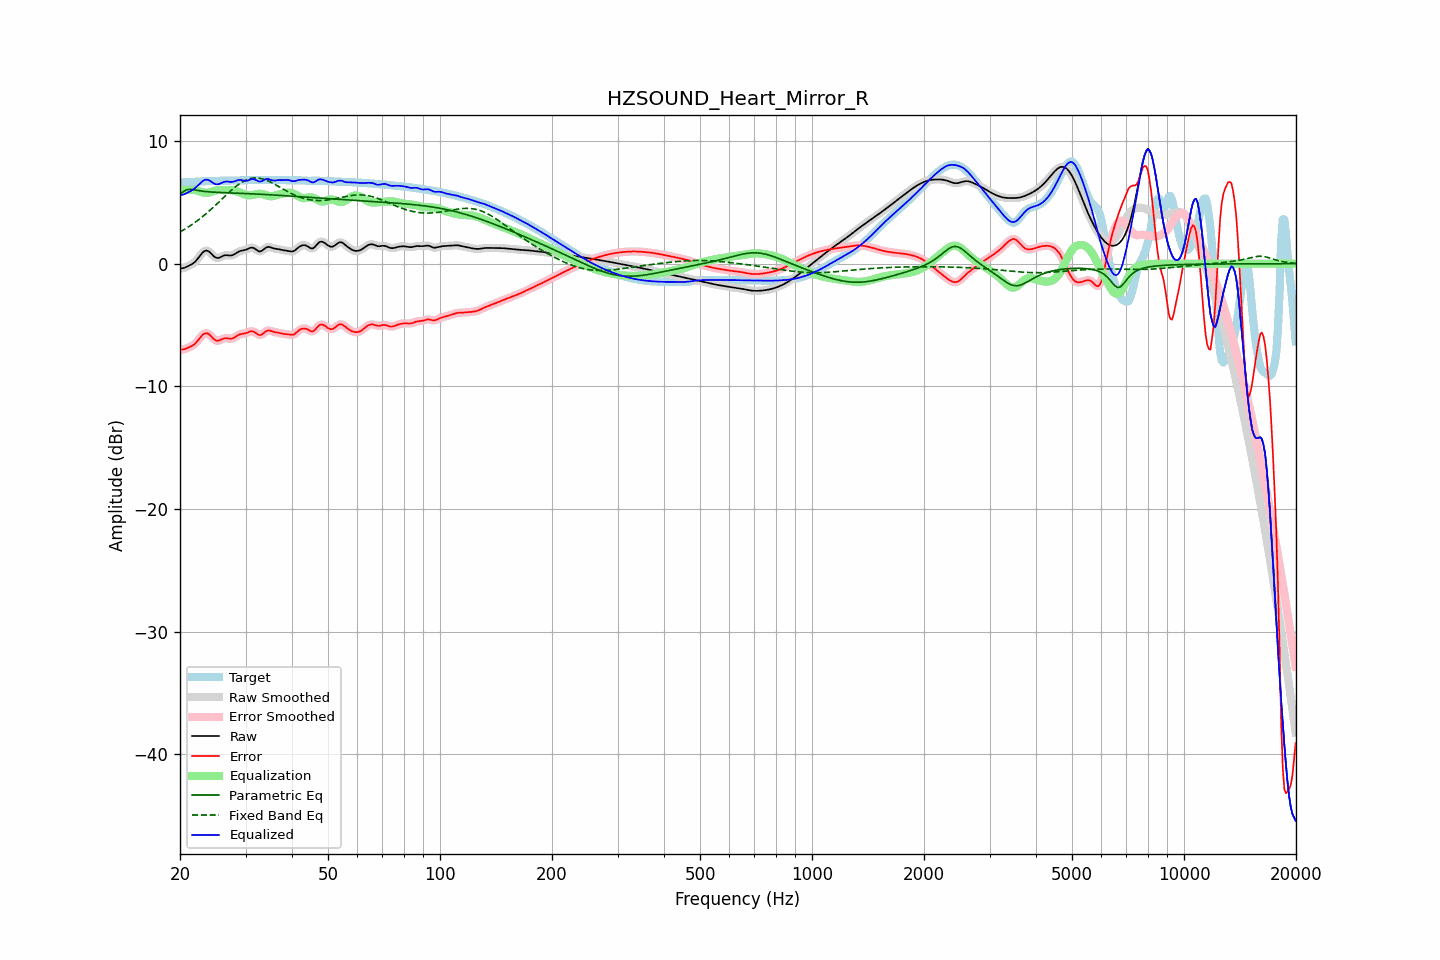 HZSOUND_Heart_Mirror_R
Amplitude (dBr)
10
0
−10
−20
−30
−40
Target
Raw Smoothed
Error Smoothed
Raw
Error
Equalization
Parametric Eq
Fixed Band Eq
Equalized
20 50 100 200 500 1000 2000 5000 10000 20000
Frequency (Hz)